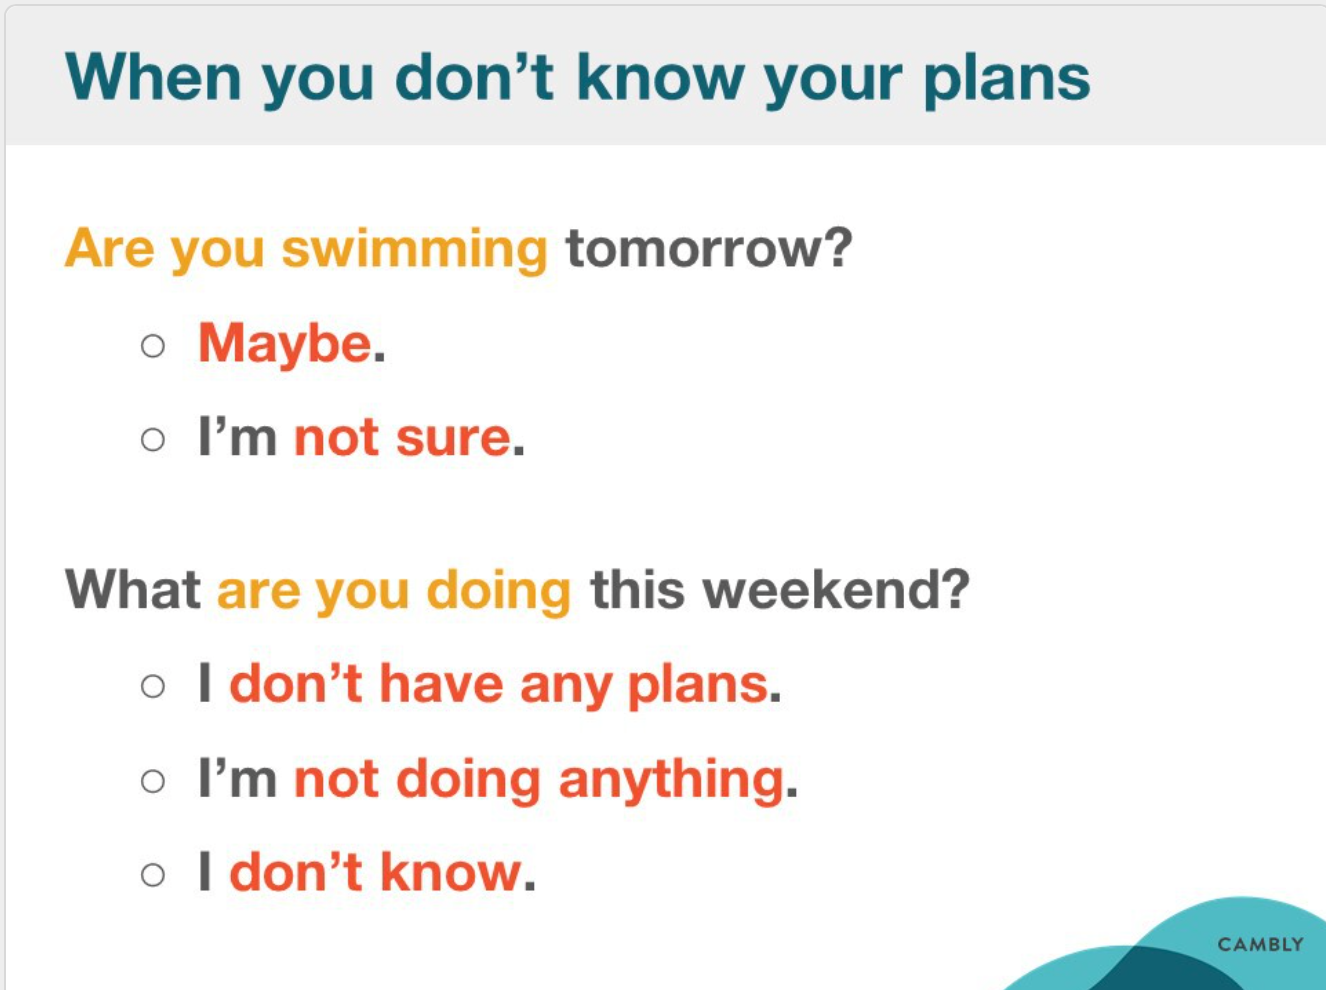 When you don’t know your plans
Are you swimming tomorrow?
Maybe.
I’m not sure.
What are you doing this weekend?
I don’t have any plans.
I’m not doing anything.
I don’t know.
CAMBLY